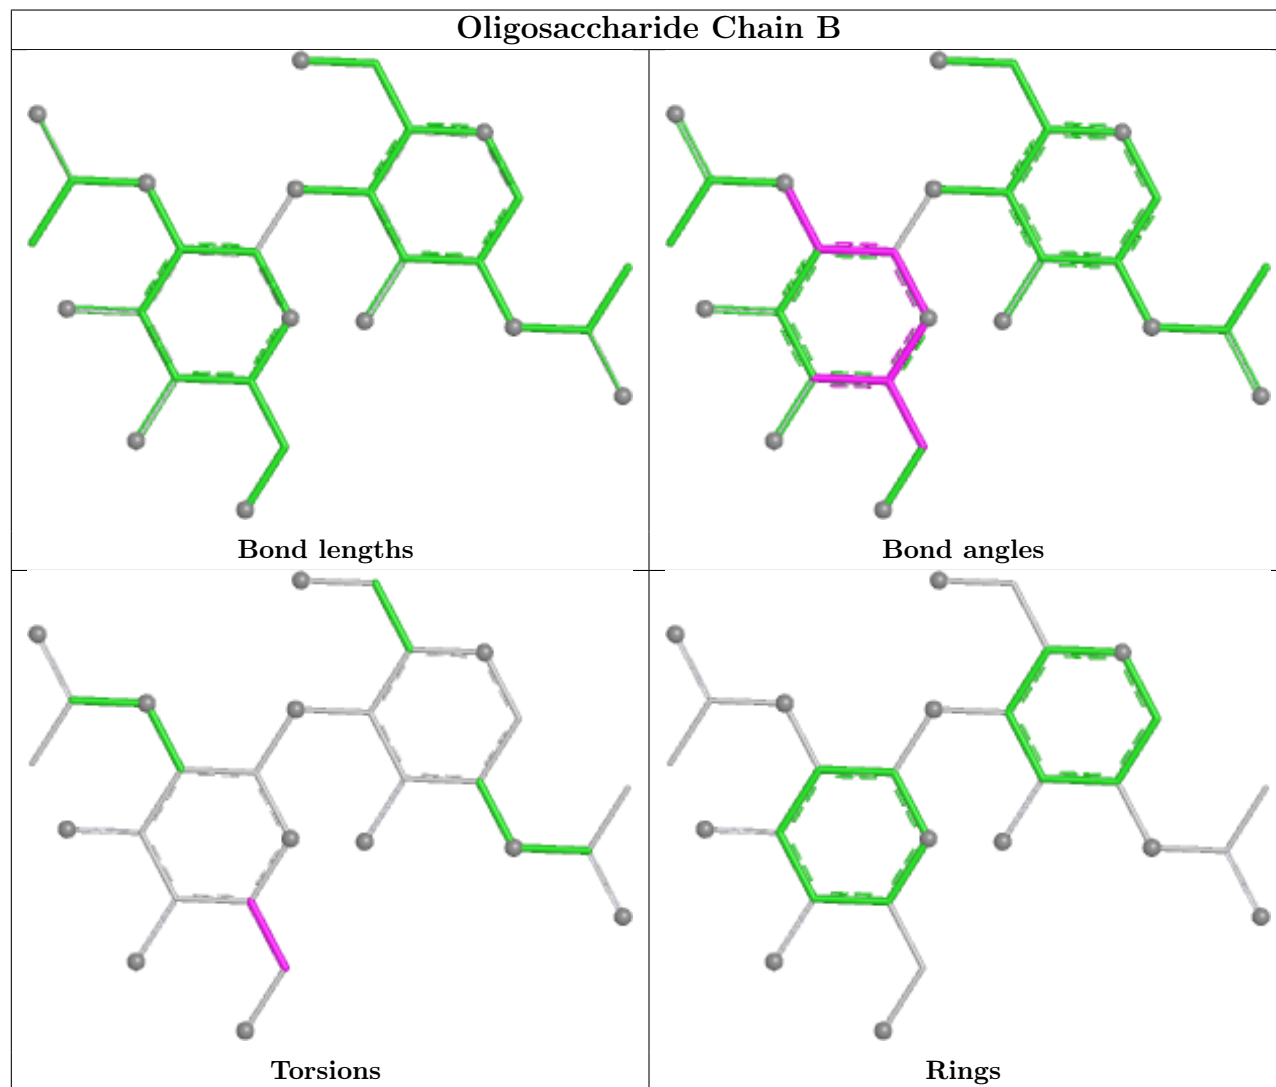 Oligosaccharide Chain B
Bond lengths
Bond angles
Torsions
Rings